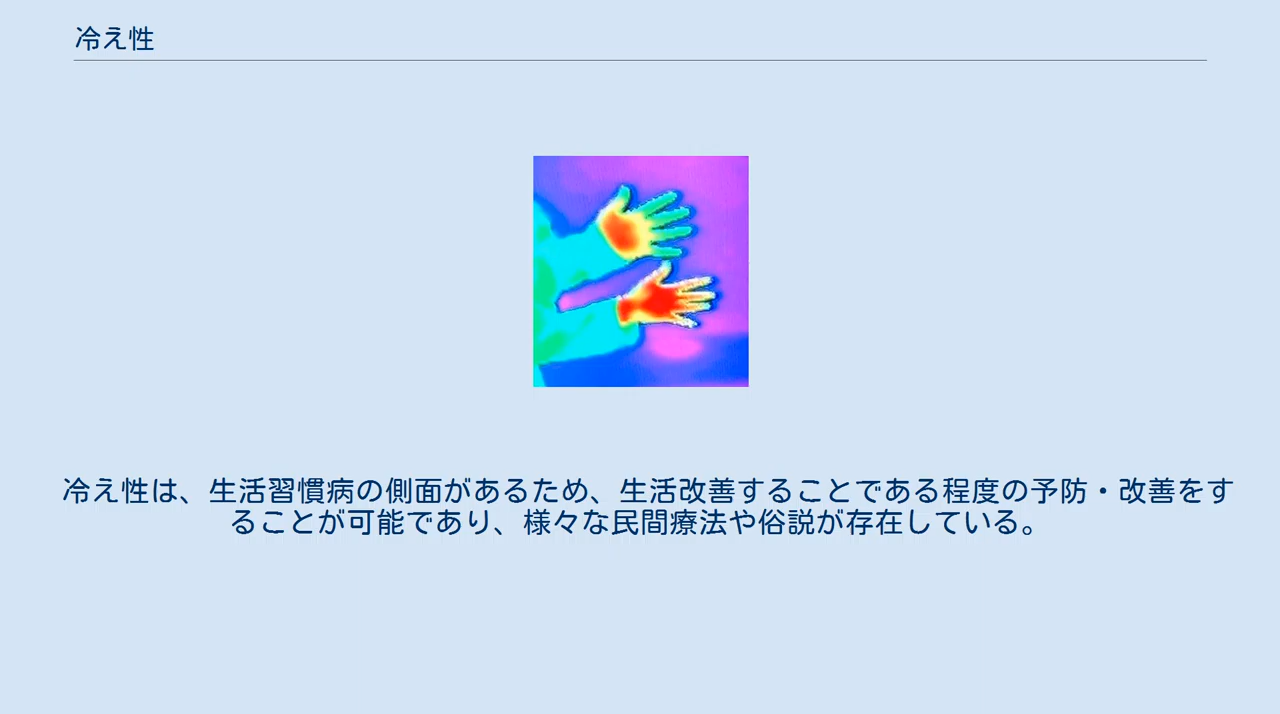 冷え性
冷え性は、生活習慣病の側面があるため、生活改善することである程度の予防・改善をす
ることが可能であり、様々な民間療法や俗説が存在している。